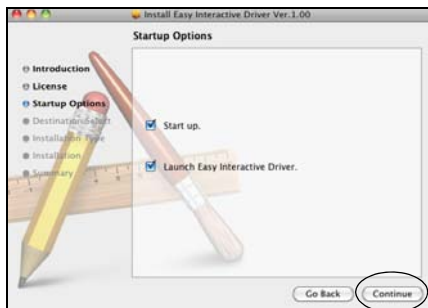 Install Easy Interactive Driver Ver.1.00
Startup Options
Introduction
License
Startup Options
Destination Select
Installation Type
Installation
Summary
Start up.
Launch Easy Interactive Driver.
Go Back
Continue